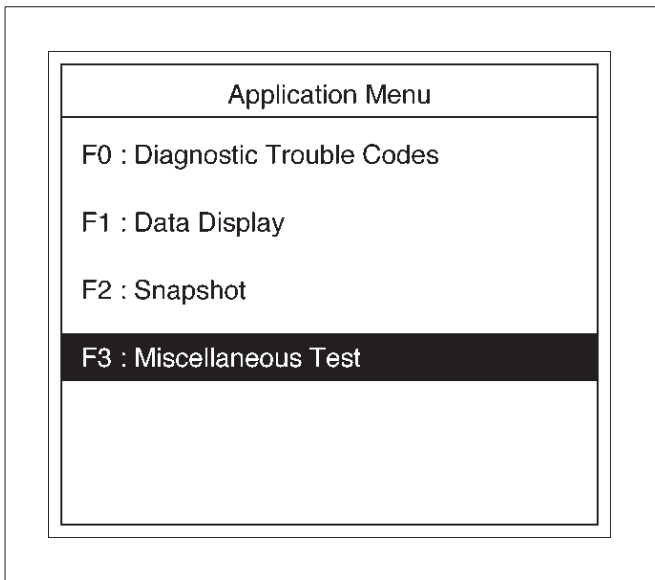 Application Menu
F0 : Diagnostic Trouble Codes
F1 : Data Display
F2 : Snapshot
F3 : Miscellaneous Test